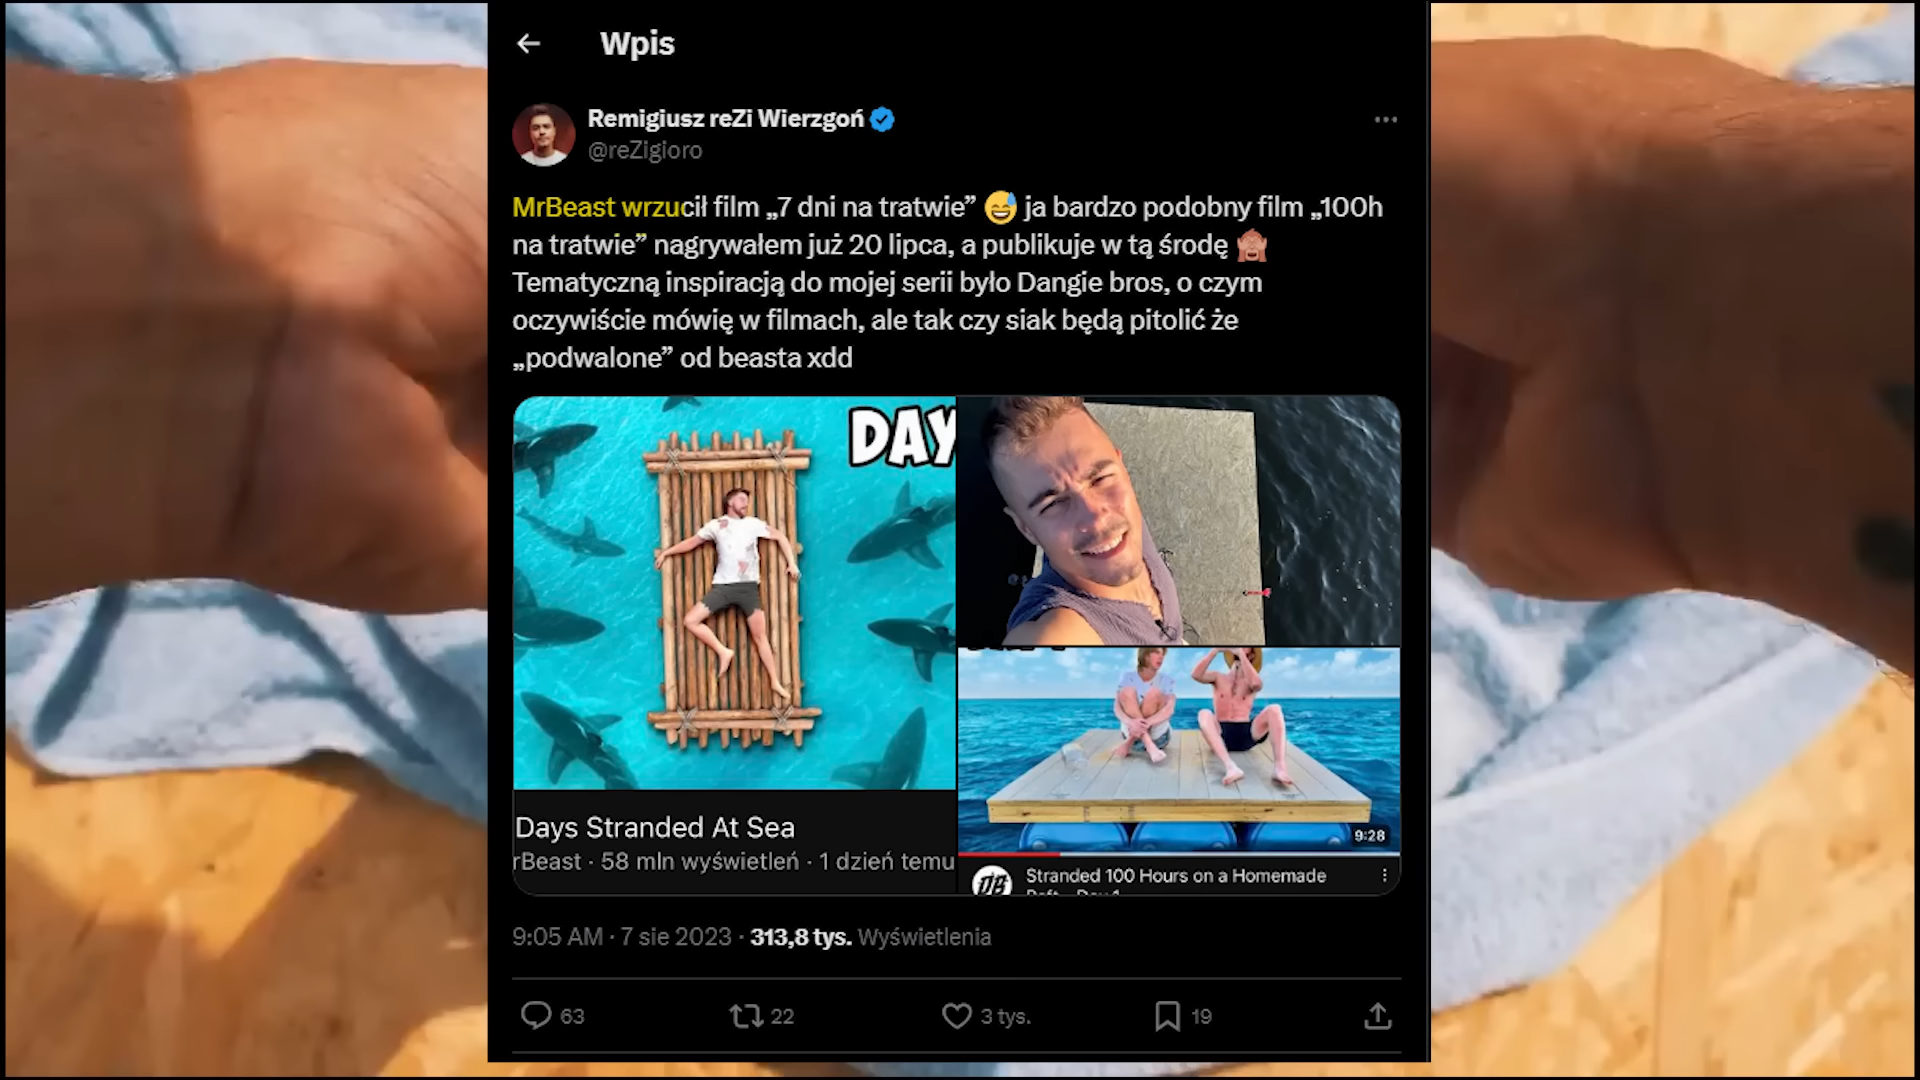 Wpis
Remigiusz reZi Wierzgoń
@reZigioro
MrBeast wrzucił film „7 dni na tratwie” 😅 ja bardzo podobny film „100h
na tratwie” nagrywałem już 20 lipca, a publikuje w tą środę 🙈
Tematyczną inspiracją do mojej serii było Dangie bros, o czym
oczywiście mówię w filmach, ale tak czy siak będą pitolić że
„podwalone” od beasta xdd
DAY
Days Stranded At Sea
rBeast · 58 mln wyświetleń · 1 dzień temu
9:28
DB
Stranded 100 Hours on a Homemade
9:05 AM · 7 sie 2023 · 313,8 tys. Wyświetlenia
63 22 3 tys. 19